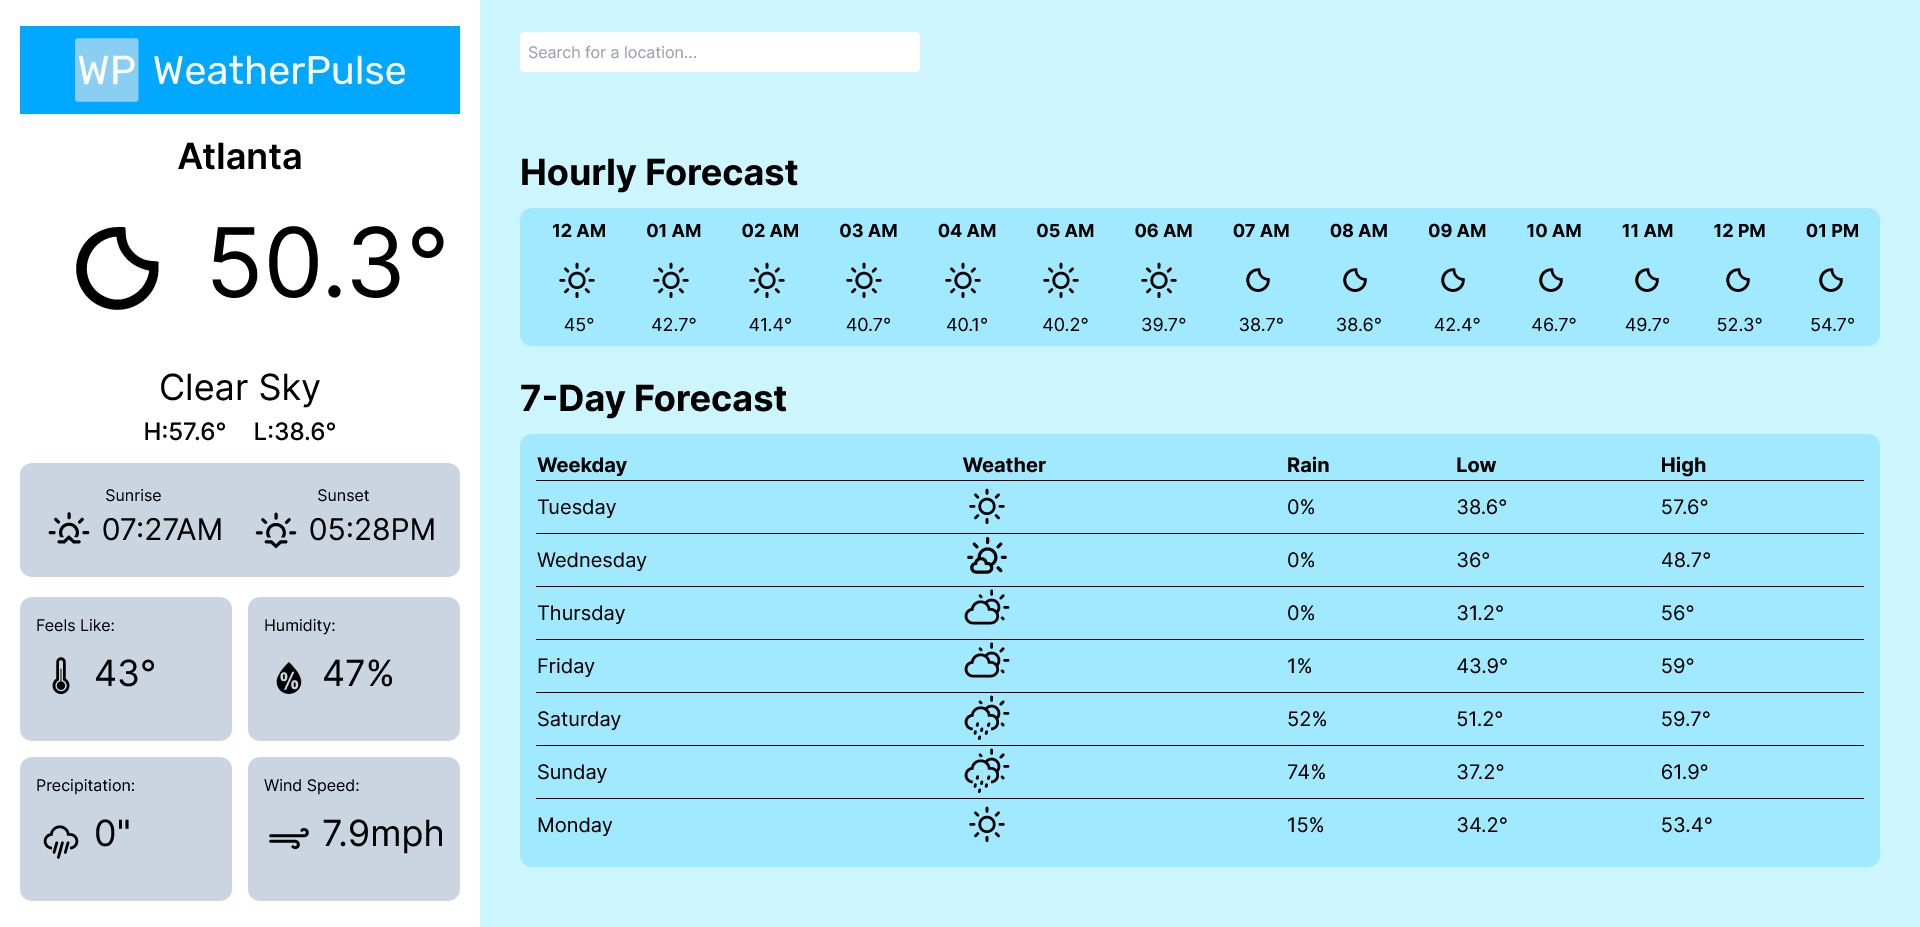 WP WeatherPulse
Atlanta
50.3°
Clear Sky
H:57.6° L:38.6°
Sunrise Sunset
07:27AM 05:28PM
Feels Like: Humidity:
43° 47%
Precipitation: Wind Speed:
0" 7.9mph
Search for a location...
Hourly Forecast
12 AM 01 AM 02 AM 03 AM 04 AM 05 AM 06 AM 07 AM 08 AM 09 AM 10 AM 11 AM 12 PM 01 PM
45° 42.7° 41.4° 40.7° 40.1° 40.2° 39.7° 38.7° 38.6° 42.4° 46.7° 49.7° 52.3° 54.7°
7-Day Forecast
Weekday Weather Rain Low High
Tuesday 0% 38.6° 57.6°
Wednesday 0% 36° 48.7°
Thursday 0% 31.2° 56°
Friday 1% 43.9° 59°
Saturday 52% 51.2° 59.7°
Sunday 74% 37.2° 61.9°
Monday 15% 34.2° 53.4°